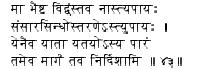 मा भैष्ट विद्वंस्तव नास्त्यपायः
संसारसिन्धोस्तरणेऽस्त्युपायः ।
येनैव याता यतयोऽस्य पारं
तमेव मार्गं तव निर्दिशामि ॥ ४३॥